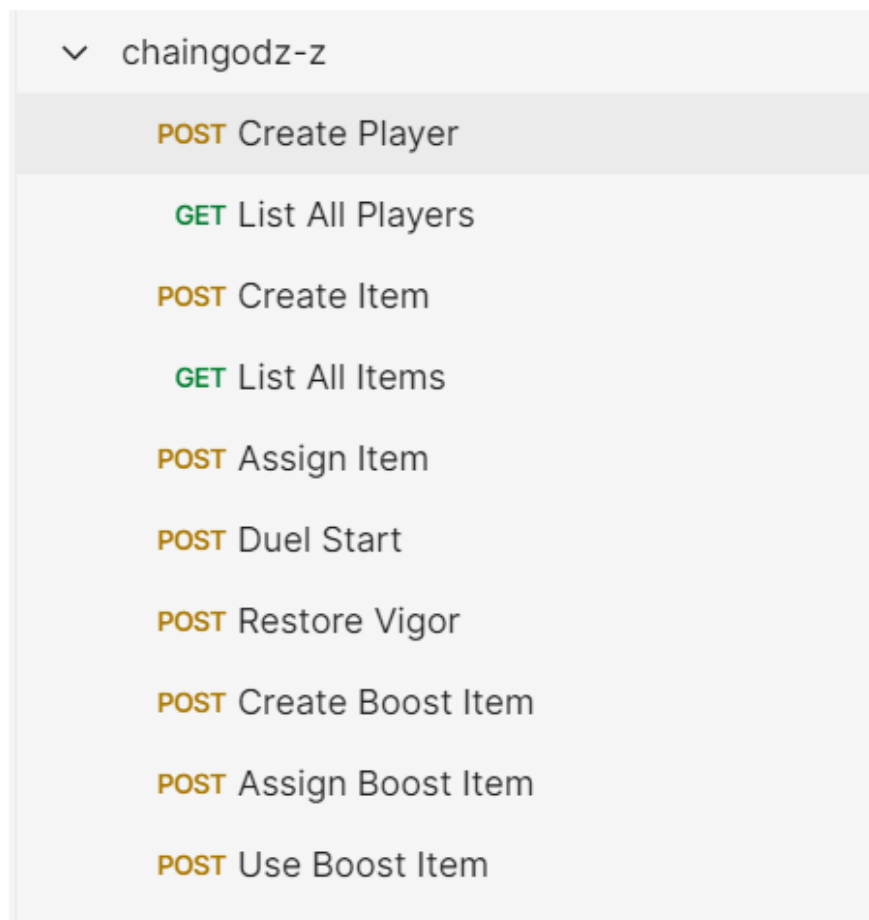 chaingodz-z
POST Create Player
GET List All Players
POST Create Item
GET List All Items
POST Assign Item
POST Duel Start
POST Restore Vigor
POST Create Boost Item
POST Assign Boost Item
POST Use Boost Item